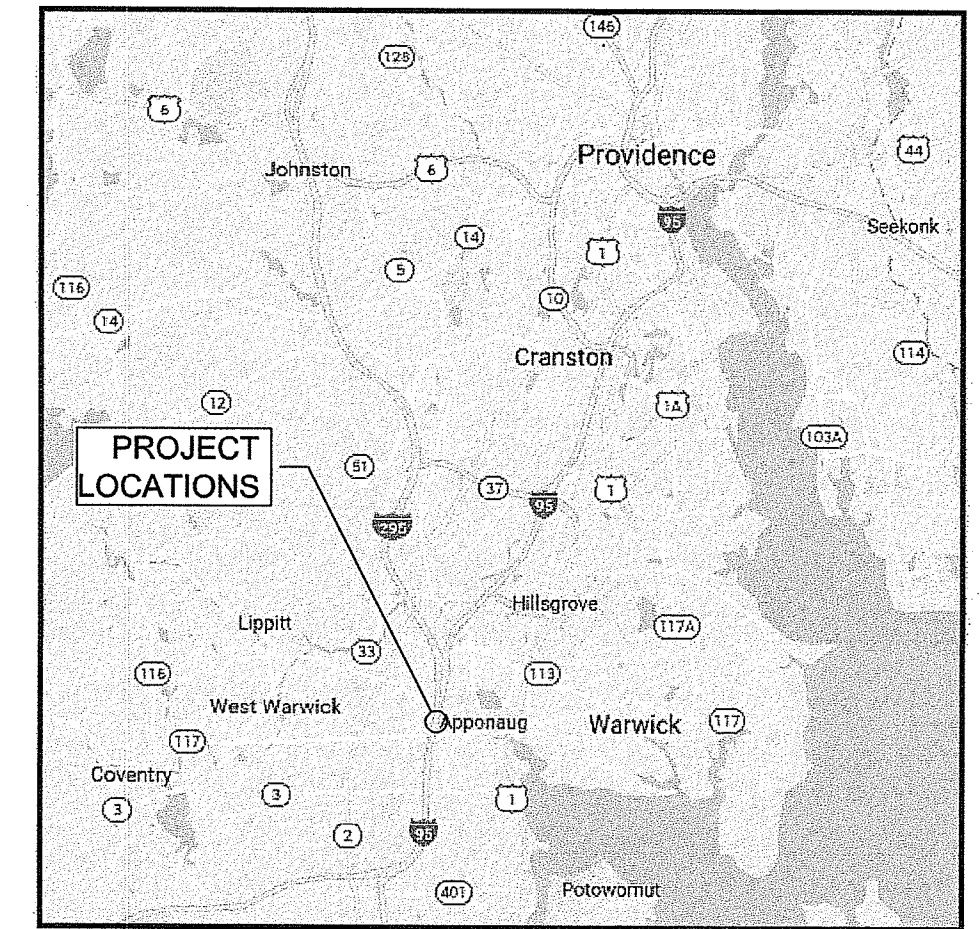 146
128
6
Providence
44
Johnston
6
95
Seekonk
14
1
5
116
10
14
114
Cranston
12
1A
103A
PROJECT
LOCATIONS
51
37
95
1
295
Hillsgrove
Lippitt
117A
33
116
113
West Warwick
Apponaug
Warwick
117
117
Coventry
3
3
1
2
95
401
Potowomut